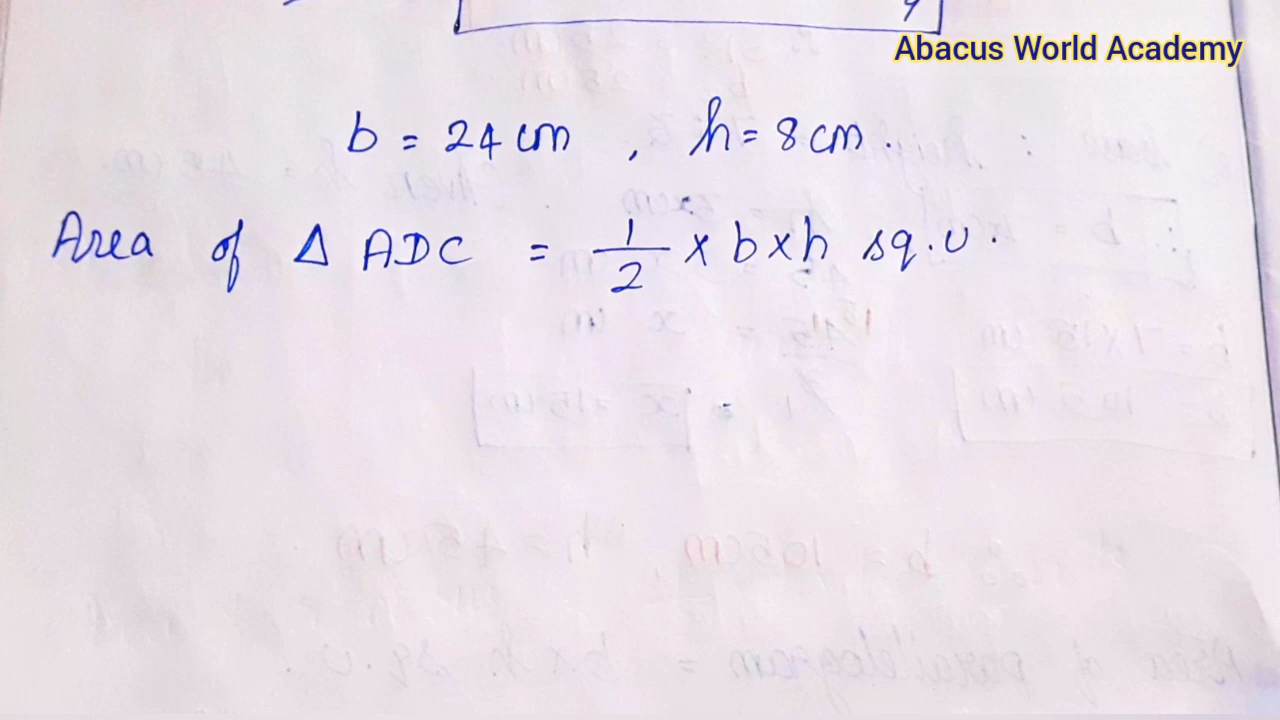 Abacus World Academy
b = 24 cm , h = 8 cm .
Area of Δ ADC = 1/2 × b × h sq.u.